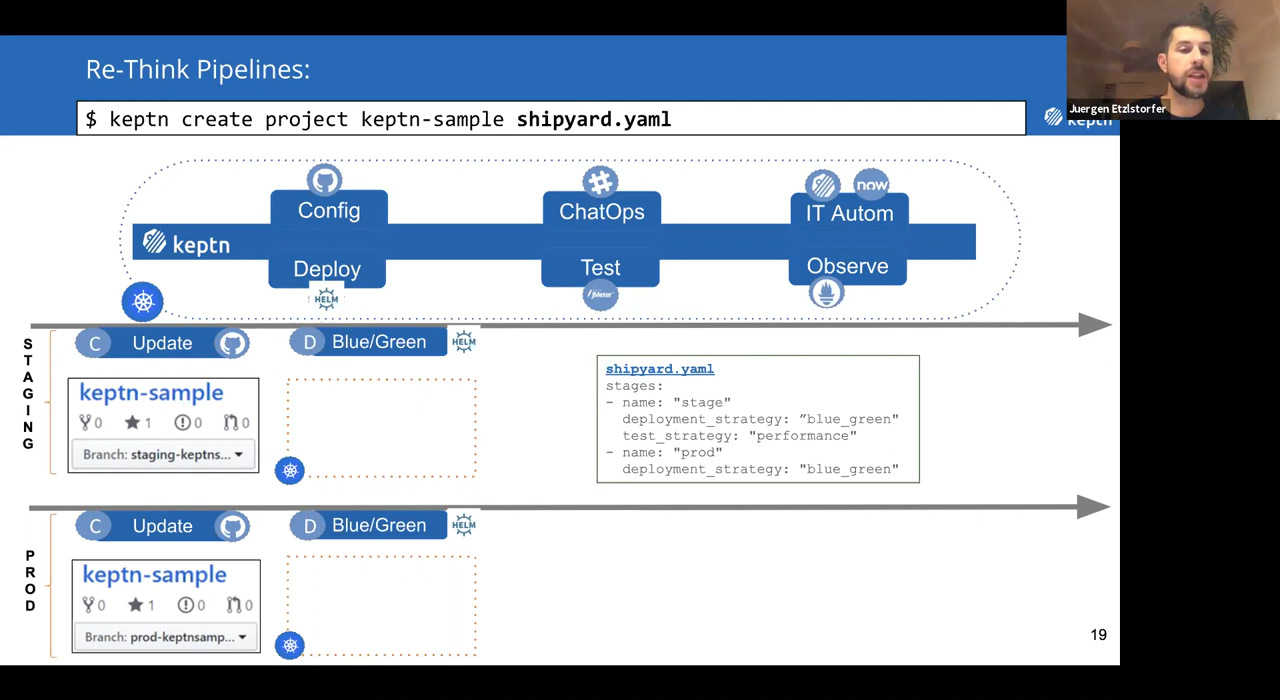 Re-Think Pipelines:
$ keptn create project keptn-sample shipyard.yaml
Juergen Etzlstorfer
keptn
Config
ChatOps
now
IT Autom
keptn
Deploy
Test
Observe
HELM
JMeter
STAGING
C Update
D Blue/Green
HELM
keptn-sample
0 1 0 0
Branch: staging-keptns...
shipyard.yaml
stages:
- name: "stage"
deployment_strategy: ”blue_green"
test_strategy: "performance"
- name: "prod"
deployment_strategy: "blue_green"
PROD
C Update
D Blue/Green
HELM
keptn-sample
0 1 0 0
Branch: prod-keptnsamp...
19